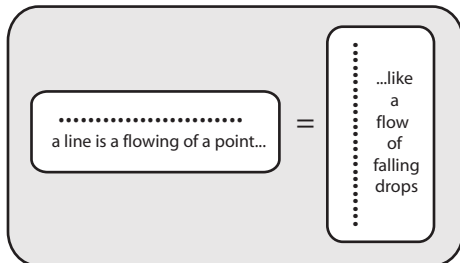 a line is a flowing of a point...
=
...like
a
flow
of
falling
drops